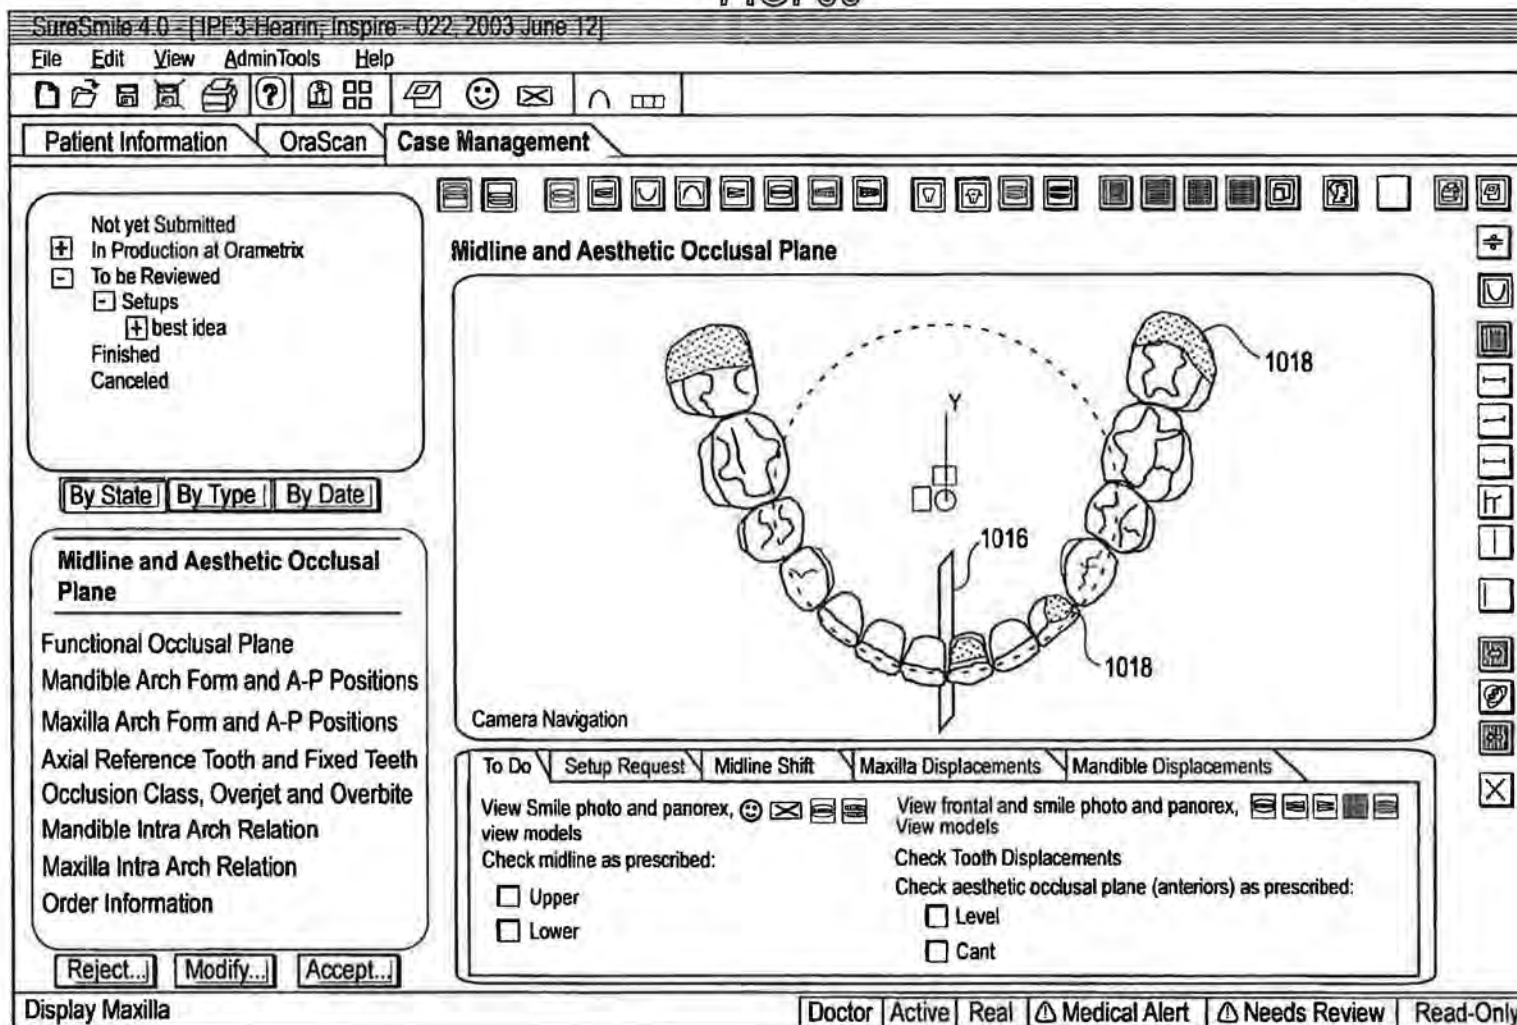 SureSmile 4.0 - [1PF3-Hearin, Inspire - 022, 2003 June 12]
File Edit View AdminTools Help
Patient Information OraScan Case Management
Not yet Submitted
In Production at Orametrix
To be Reviewed
Setups
best idea
Finished
Canceled
By State By Type By Date
Midline and Aesthetic Occlusal
Plane
Functional Occlusal Plane
Mandible Arch Form and A-P Positions
Maxilla Arch Form and A-P Positions
Axial Reference Tooth and Fixed Teeth
Occlusion Class, Overjet and Overbite
Mandible Intra Arch Relation
Maxilla Intra Arch Relation
Order Information
Reject... Modify... Accept...
Midline and Aesthetic Occlusal Plane
1018
Y
1016
1018
Camera Navigation
To Do Setup Request Midline Shift Maxilla Displacements Mandible Displacements
View Smile photo and panorex,
view models
Check midline as prescribed:
Upper
Lower
View frontal and smile photo and panorex,
View models
Check Tooth Displacements
Check aesthetic occlusal plane (anteriors) as prescribed:
Level
Cant
Display Maxilla Doctor Active Real Medical Alert Needs Review Read-Only